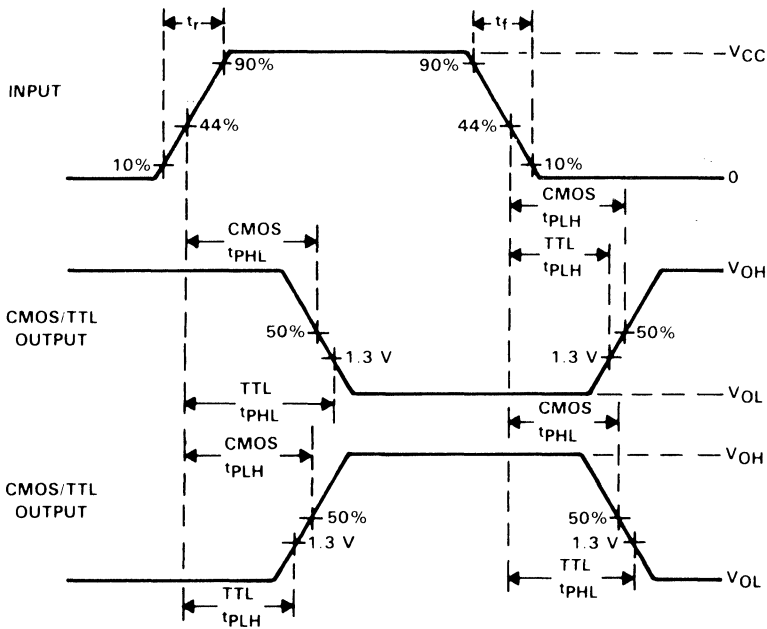 tr
tf
VCC
90%
90%
INPUT
44%
44%
10%
10%
0
CMOS
tPLH
CMOS
tPHL
TTL
tPLH
VOH
CMOS/TTL
OUTPUT
50%
50%
1.3 V
1.3 V
TTL
tPHL
VOL
CMOS
tPHL
CMOS
tPLH
VOH
CMOS/TTL
OUTPUT
50%
50%
1.3 V
1.3 V
TTL
tPHL
VOL
TTL
tPLH